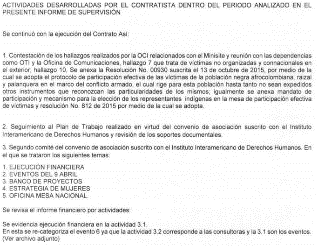 ACTIVIDADES DESARROLLADAS POR EL CONTRATISTA DENTRO DEL PERIODO ANALIZADO EN EL
PRESENTE INFORME DE SUPERVISIÓN
Se continuó con la ejecución del Contrato Así:
1. Contestación de los hallazgos realizados por la OCI relacionados con el Minisite y reunión con las dependencias
como OTI y la Oficina de Comunicaciones, hallazgo 7 que trata de víctimas no organizadas y connacionales en
el exterior, hallazgo 10, Se anexa la Resolución No. 00930 suscrita el 13 de octubre de 2015, por medio de la
cual se adopta el protocolo de participación efectiva de las víctimas de la población negra afrocolombiana, raizal
y palanquera en el marco del conflicto armado, el cual rige para esta población hasta tanto no sean expedidos
otros instrumentos que reconozcan las particularidades de los mismos; igualmente se anexa mandato de
participación y mecanismo para la elección de los representantes indígenas en la mesa de participación efectiva
de víctimas y resolución No. 812 de 2015 por medio de la cual se adopta.
2. Seguimiento al Plan de Trabajo realizado en virtud del convenio de asociación suscrito con el Instituto
Interamericano de Derechos Humanos y revisión de los soportes documentales.
3. Segundo comité del convenio de asociación suscrito con el Instituto Interamericano de Derechos Humanos. En
el que se trataron los siguientes temas:
1. EJECUCIÓN FINANCIERA
2. EVENTOS DEL 9 ABRIL
3. BANCO DE PROYECTOS
4. ESTRATEGIA DE MUJERES
5. OFICINA MESA NACIONAL
Se revisa el informe financiero por actividades:
Se evidencia ejecución financiera en la actividad 3.1.
En esta se re-categoriza el evento 6 ya que la actividad 3.2 corresponde a las consultorías y la 3.1 son los eventos.
(Ver archivo adjunto)